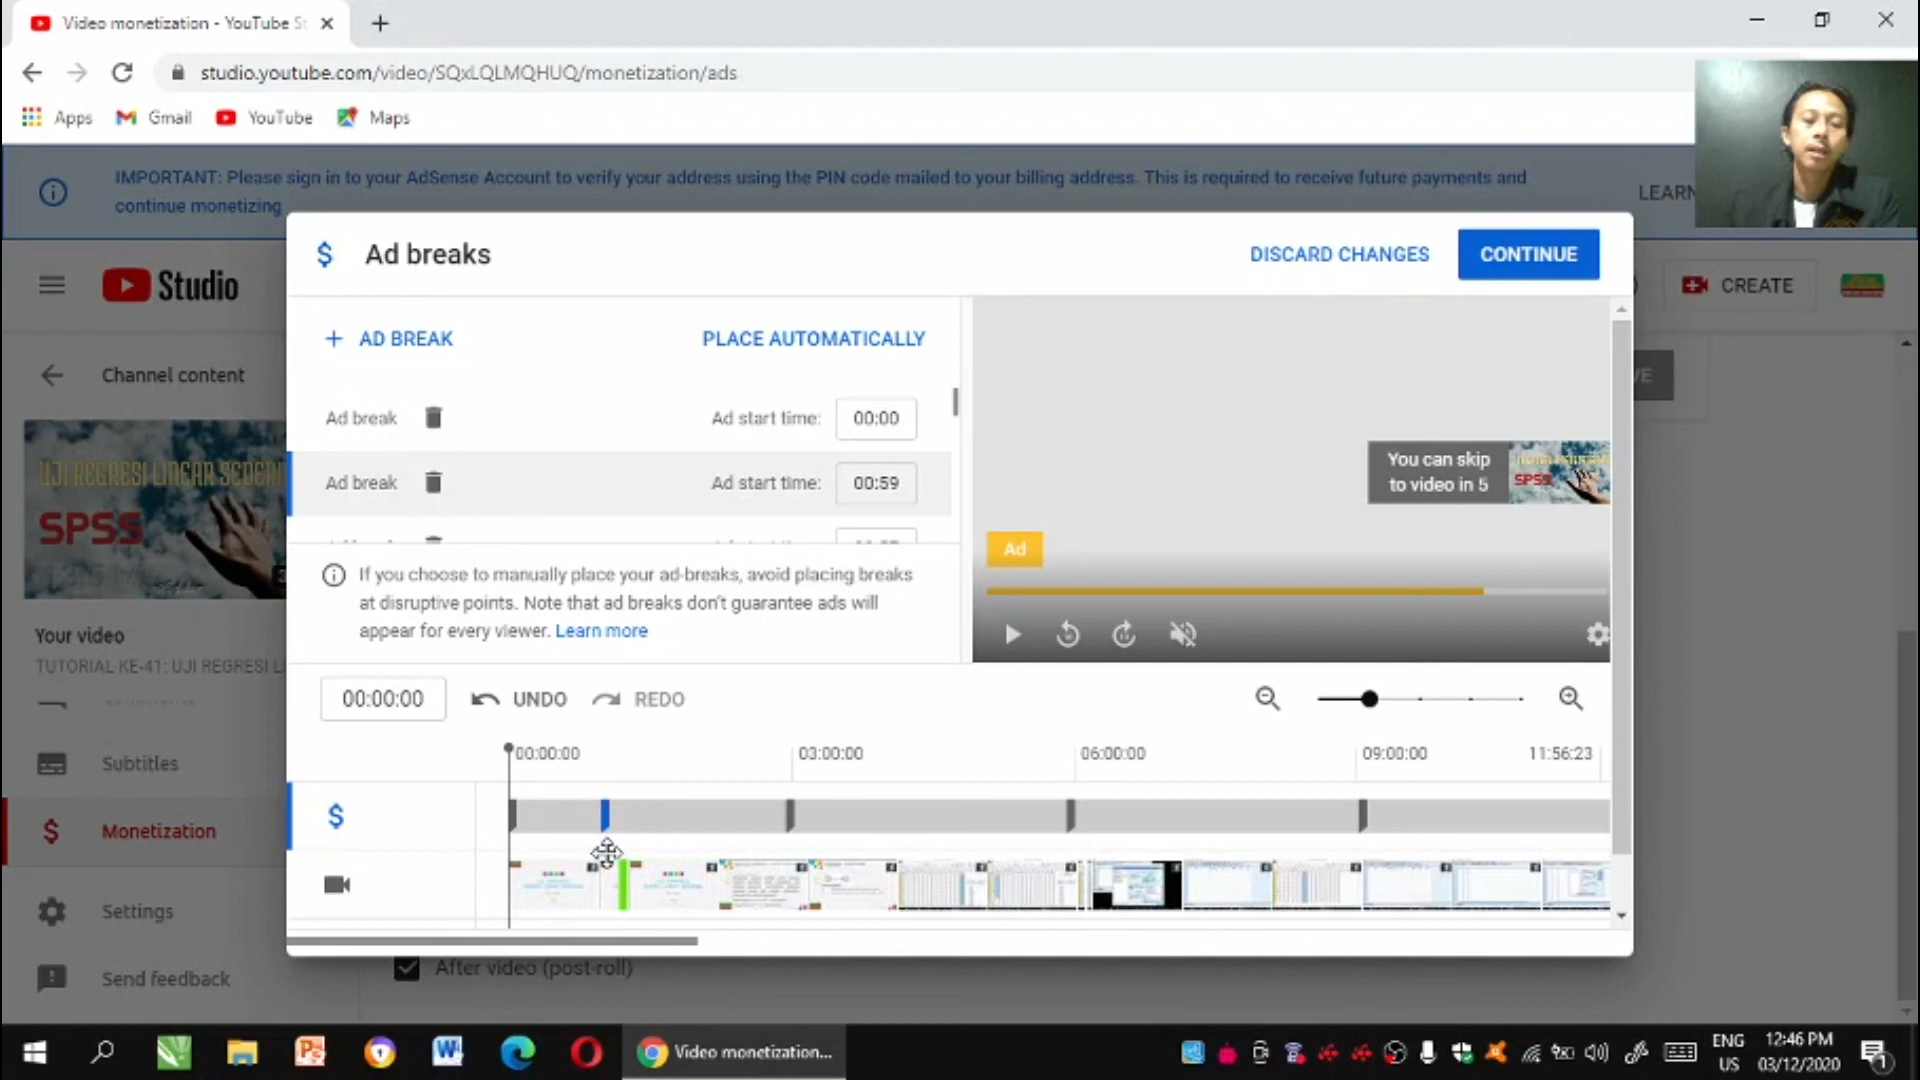 Video monetization - YouTube St
studio.youtube.com/video/SQxLQLMQHUQ/monetization/ads
Apps
Gmail
YouTube
Maps
IMPORTANT: Please sign in to your AdSense Account to verify your address using the PIN code mailed to your billing address. This is required to receive future payments and
continue monetizing
LEARN
Studio
CREATE
Ad breaks
DISCARD CHANGES
CONTINUE
+ AD BREAK
PLACE AUTOMATICALLY
Ad break
Ad start time:
00:00
Ad break
Ad start time:
00:59
If you choose to manually place your ad-breaks, avoid placing breaks
at disruptive points. Note that ad breaks don't guarantee ads will
appear for every viewer. Learn more
You can skip
to video in 5
SPSS
Ad
Channel content
UJI REGRESI LINEAR SEDERH
SPSS
Your video
TUTORIAL KE-41: UJI REGRESI LI
Subtitles
Monetization
Settings
Send feedback
00:00:00
UNDO
REDO
00:00:00
03:00:00
06:00:00
09:00:00
11:56:23
After video (post-roll)
Video monetization...
ENG
US
12:46 PM
03/12/2020
1